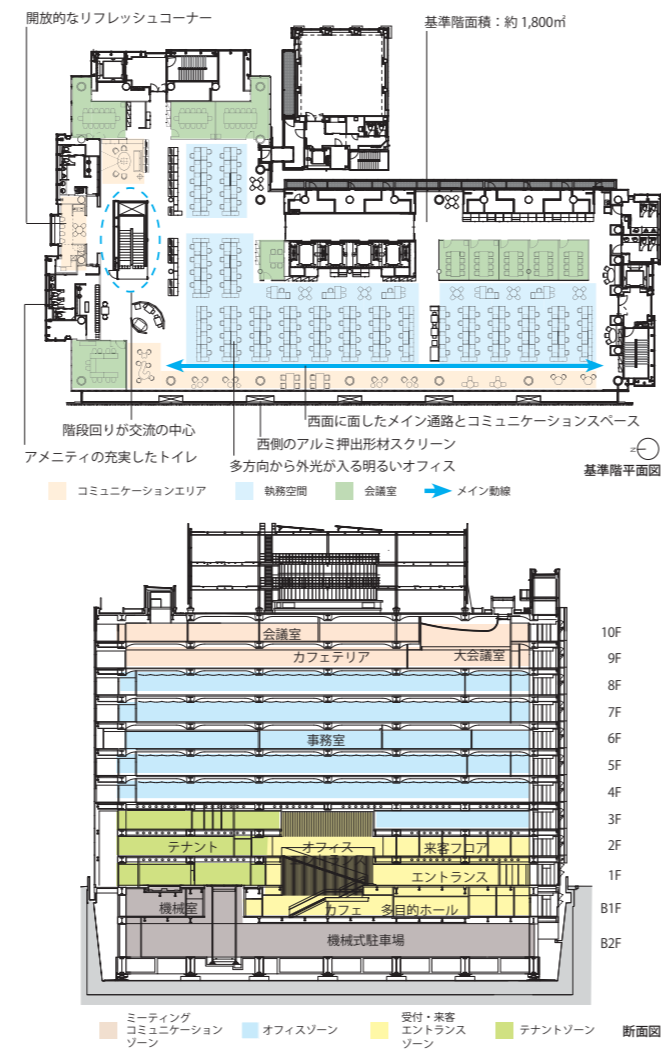 開放的なリフレッシュコーナー
基準階面積：約 1,800㎡
西面に面したメイン通路とコミュニケーションスペース
階段回りが交流の中心
西側のアルミ押出形材スクリーン
アメニティの充実したトイレ
多方向から外光が入る明るいオフィス
N
基準階平面図
コミュニケーションエリア
執務空間
会議室
メイン動線
会議室
10F
カフェテリア
大会議室
9F
8F
7F
事務室
6F
5F
4F
3F
テナント
オフィス
来客フロア
2F
エントランス
1F
機械室
カフェ
多目的ホール
B1F
機械式駐車場
B2F
ミーティング
コミュニケーション
ゾーン
オフィスゾーン
受付・来客
エントランス
ゾーン
テナントゾーン
断面図